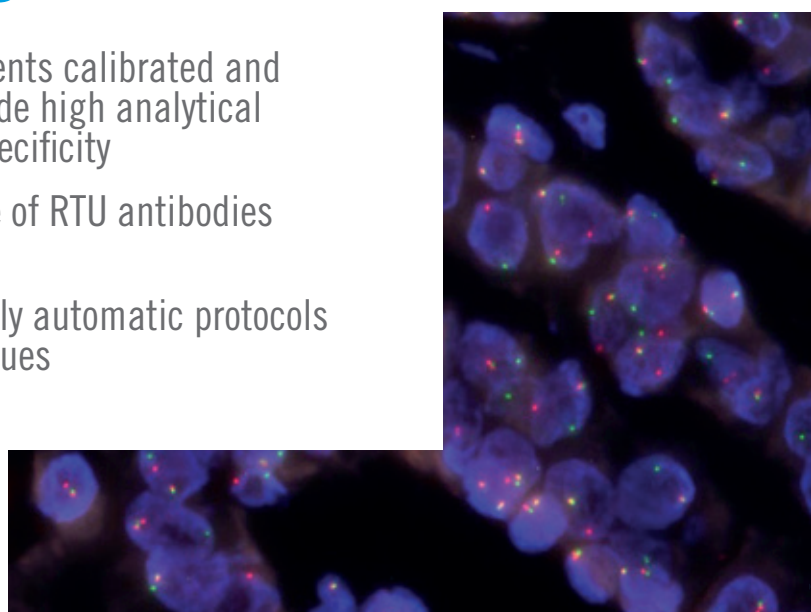 ents calibrated and
de high analytical
ecificity
of RTU antibodies
ly automatic protocols
ues